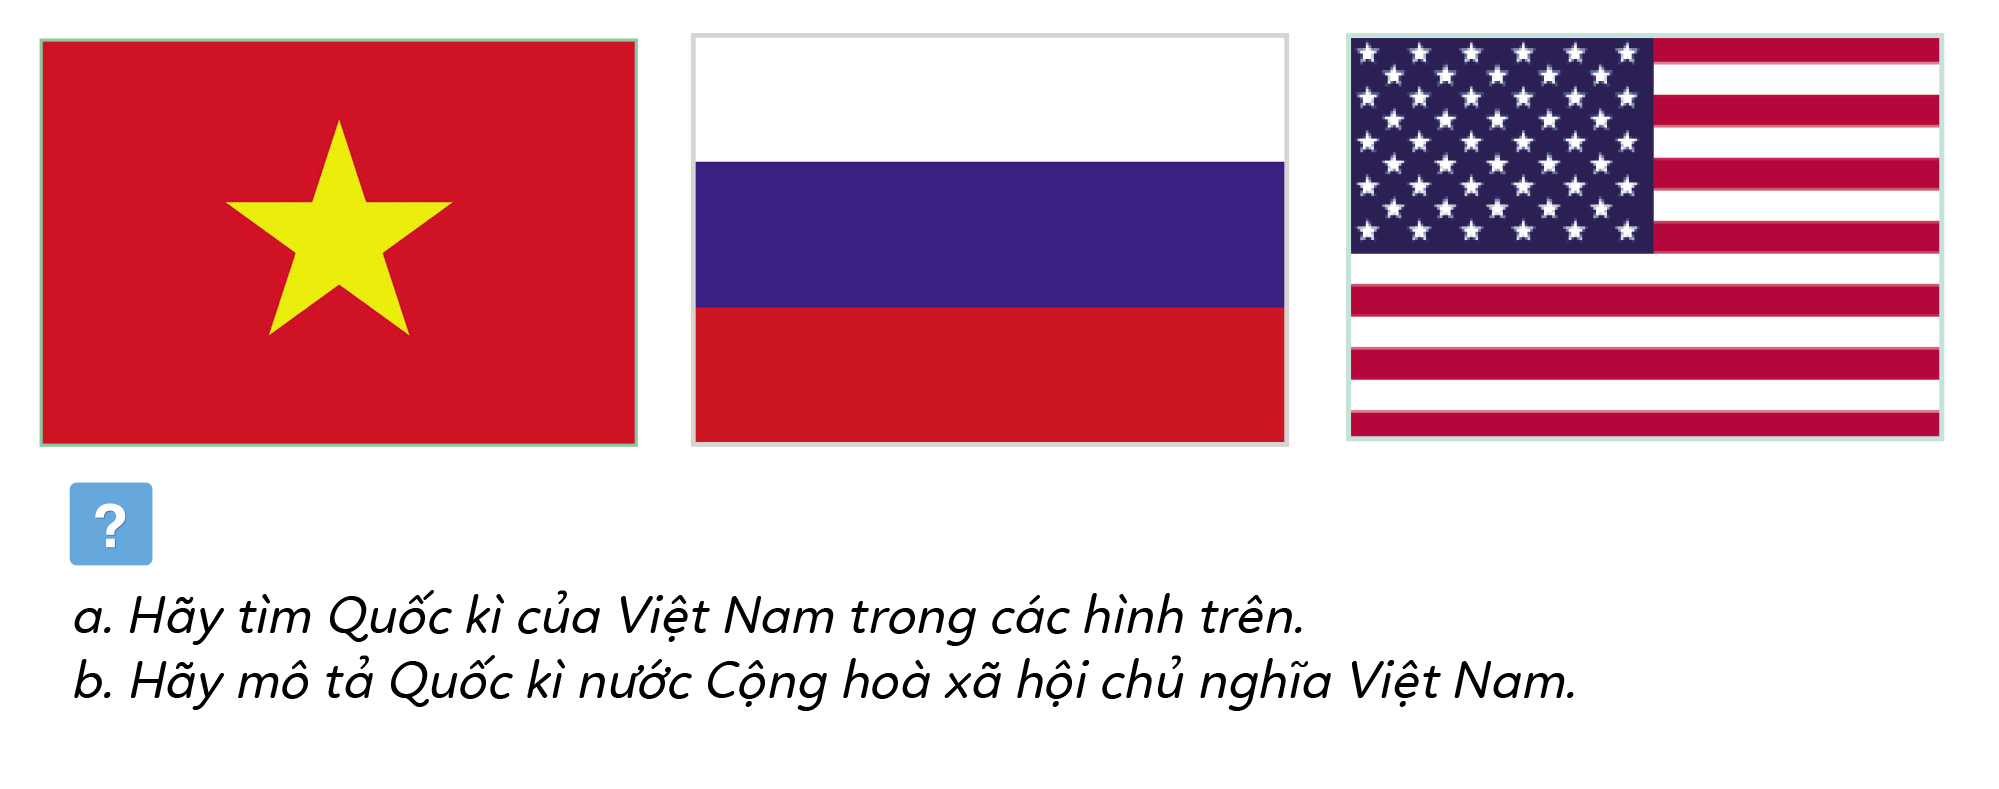 ?
a. Hãy tìm Quốc kì của Việt Nam trong các hình trên.
b. Hãy mô tả Quốc kì nước Cộng hoà xã hội chủ nghĩa Việt Nam.